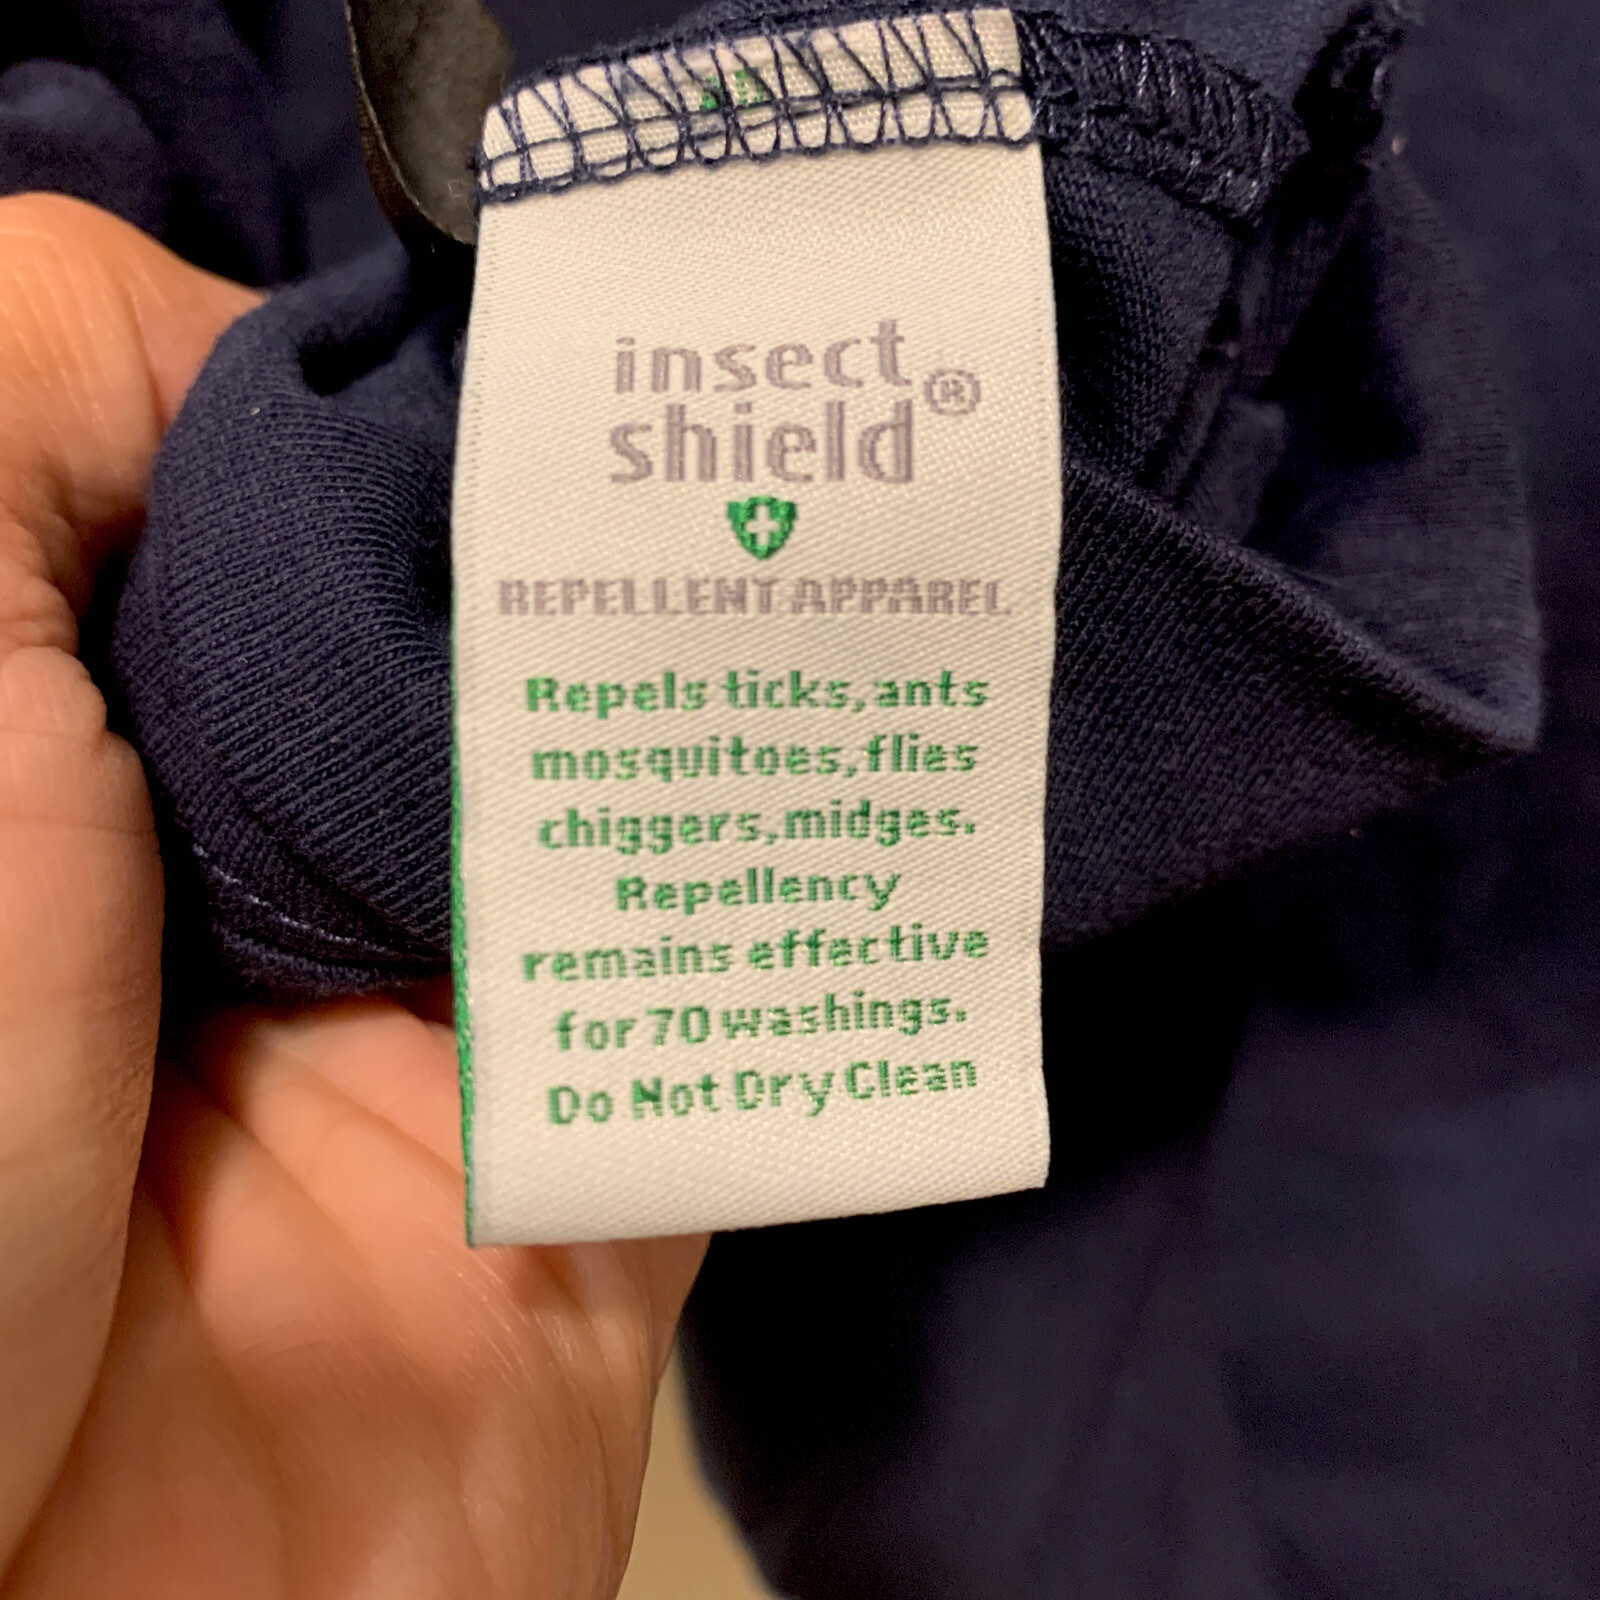 insect
shield®
REPELLENT APPAREL
Repels ticks, ants
mosquitoes, flies
chiggers, midges.
Repellency
remains effective
for 70 washings.
Do Not Dry Clean